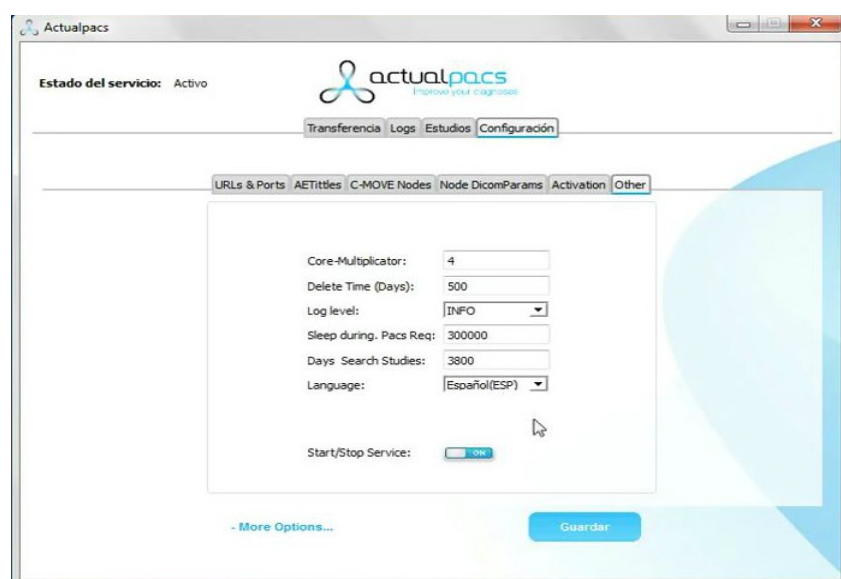 Actualpacs
Estado del servicio: Activo
actualpacs
Improve your diagnoses
Transferencia Logs Estudios Configuración
URLs & Ports AETittles C-MOVE Nodes Node DicomParams Activation Other
Core-Multiplicator: 4
Delete Time (Days): 500
Log level: INFO
Sleep during. Pacs Req: 300000
Days Search Studies: 3800
Language: Español(ESP)
Start/Stop Service: ON
- More Options...
Guardar